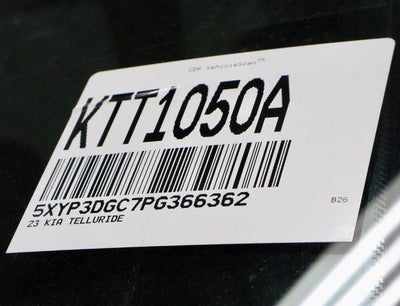 CDK VehicleScan™
KTT1050A
5XYP3DGC7PG366362
23 KIA TELLURIDE
B26